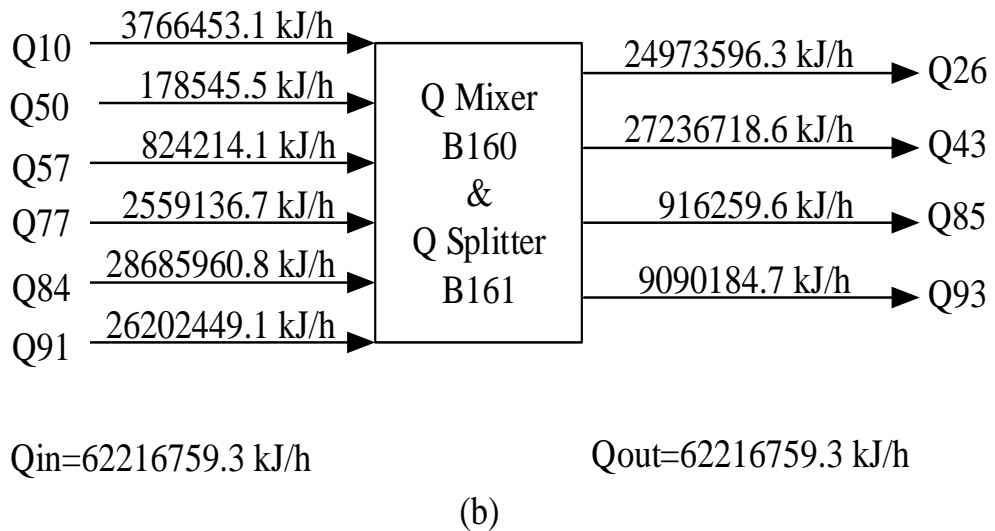 Q10 3766453.1 kJ/h
Q50 178545.5 kJ/h
Q57 824214.1 kJ/h
Q77 2559136.7 kJ/h
Q84 28685960.8 kJ/h
Q91 26202449.1 kJ/h
Q Mixer
B160
&
Q Splitter
B161
24973596.3 kJ/h Q26
27236718.6 kJ/h Q43
916259.6 kJ/h Q85
9090184.7 kJ/h Q93
Qin=62216759.3 kJ/h
Qout=62216759.3 kJ/h
(b)